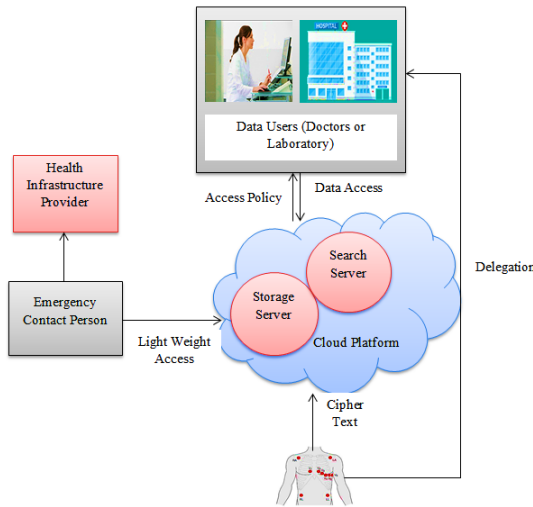 HOSPITAL
Data Users (Doctors or
Laboratory)
Health
Infrastructure
Provider
Access Policy
Data Access
Search
Server
Delegation
Storage
Server
Emergency
Contact Person
Cloud Platform
Light Weight
Access
Cipher
Text